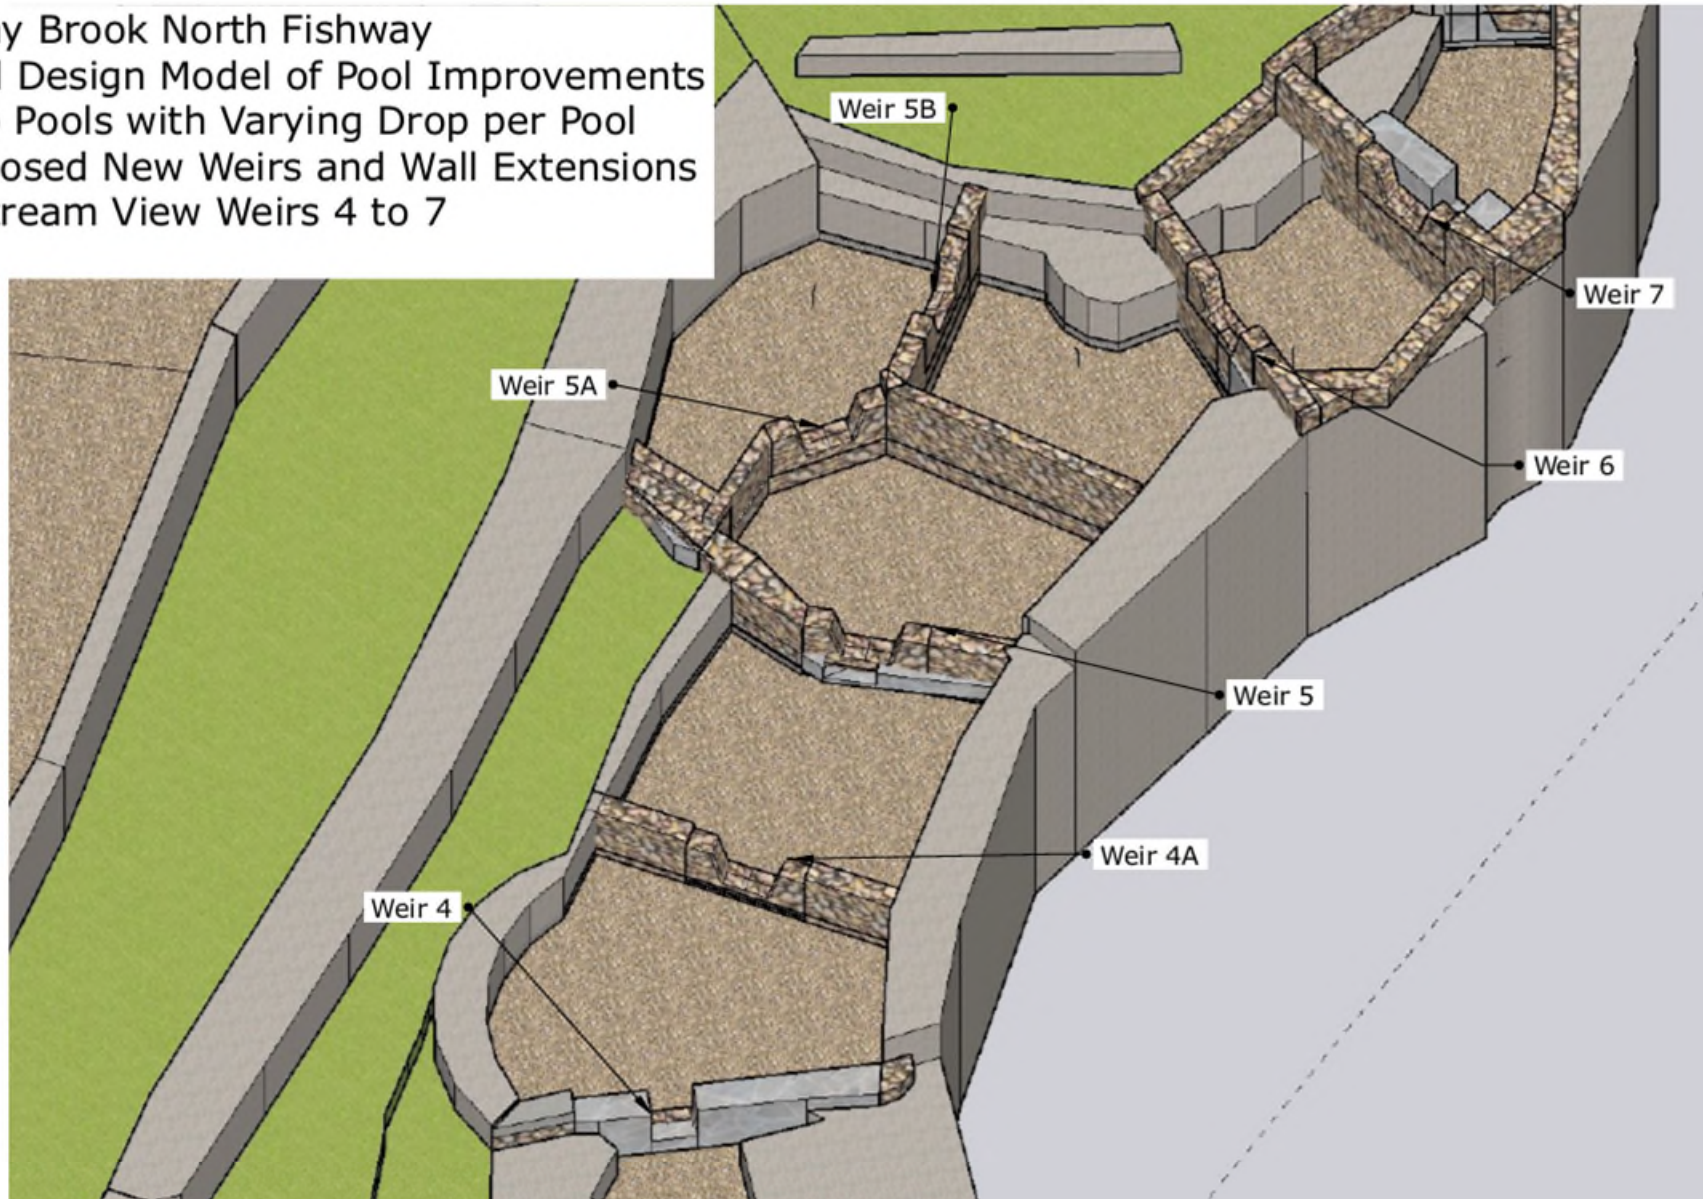 y Brook North Fishway
Design Model of Pool Improvements
Pools with Varying Drop per Pool
osed New Weirs and Wall Extensions
ream View Weirs 4 to 7
Weir 5B
Weir 7
Weir 5A
Weir 6
Weir 5
Weir 4A
Weir 4